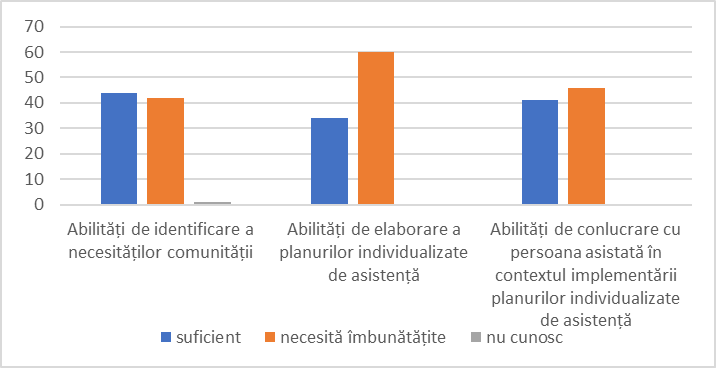 70
60
50
40
30
20
10
0
Abilități de identificare a
necesităților comunității
Abilități de elaborare a
planurilor individualizate
de asistență
Abilități de conlucrare cu
persoana asistată în
contextul implementării
planurilor individualizate
de asistență
suficient necesită îmbunătățite nu cunosc